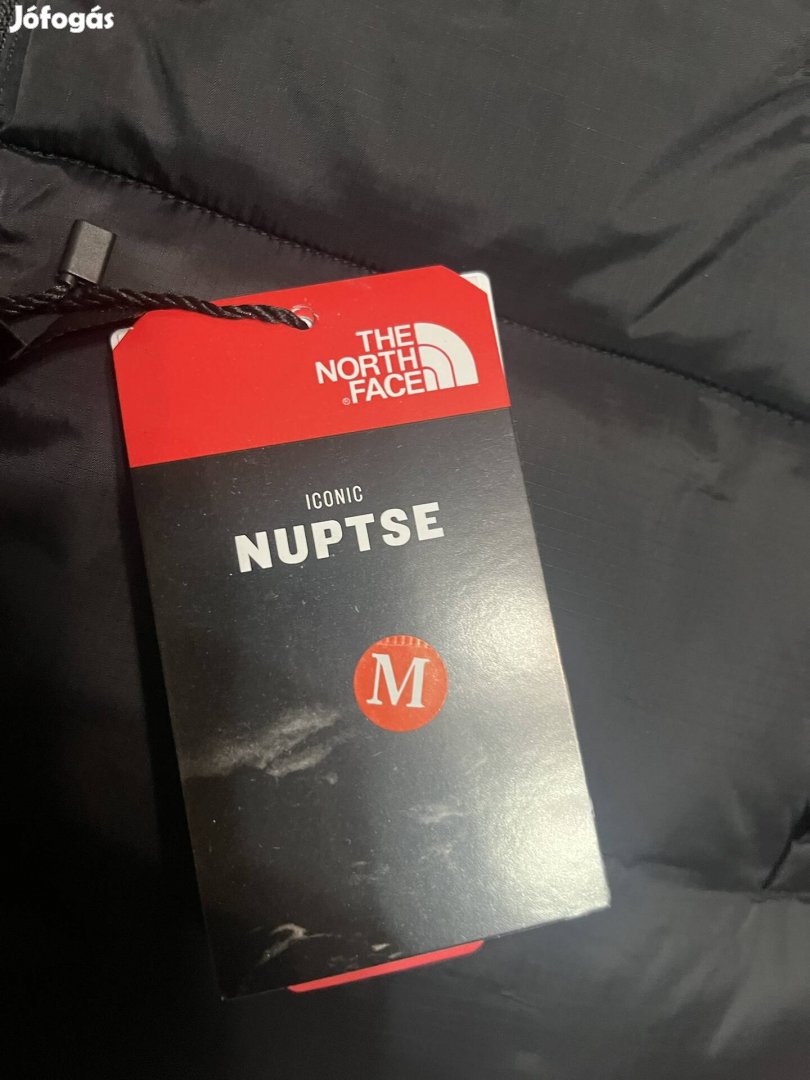 Jófogás
THE
NORTH
FACE®
ICONIC
NUPTSE
M